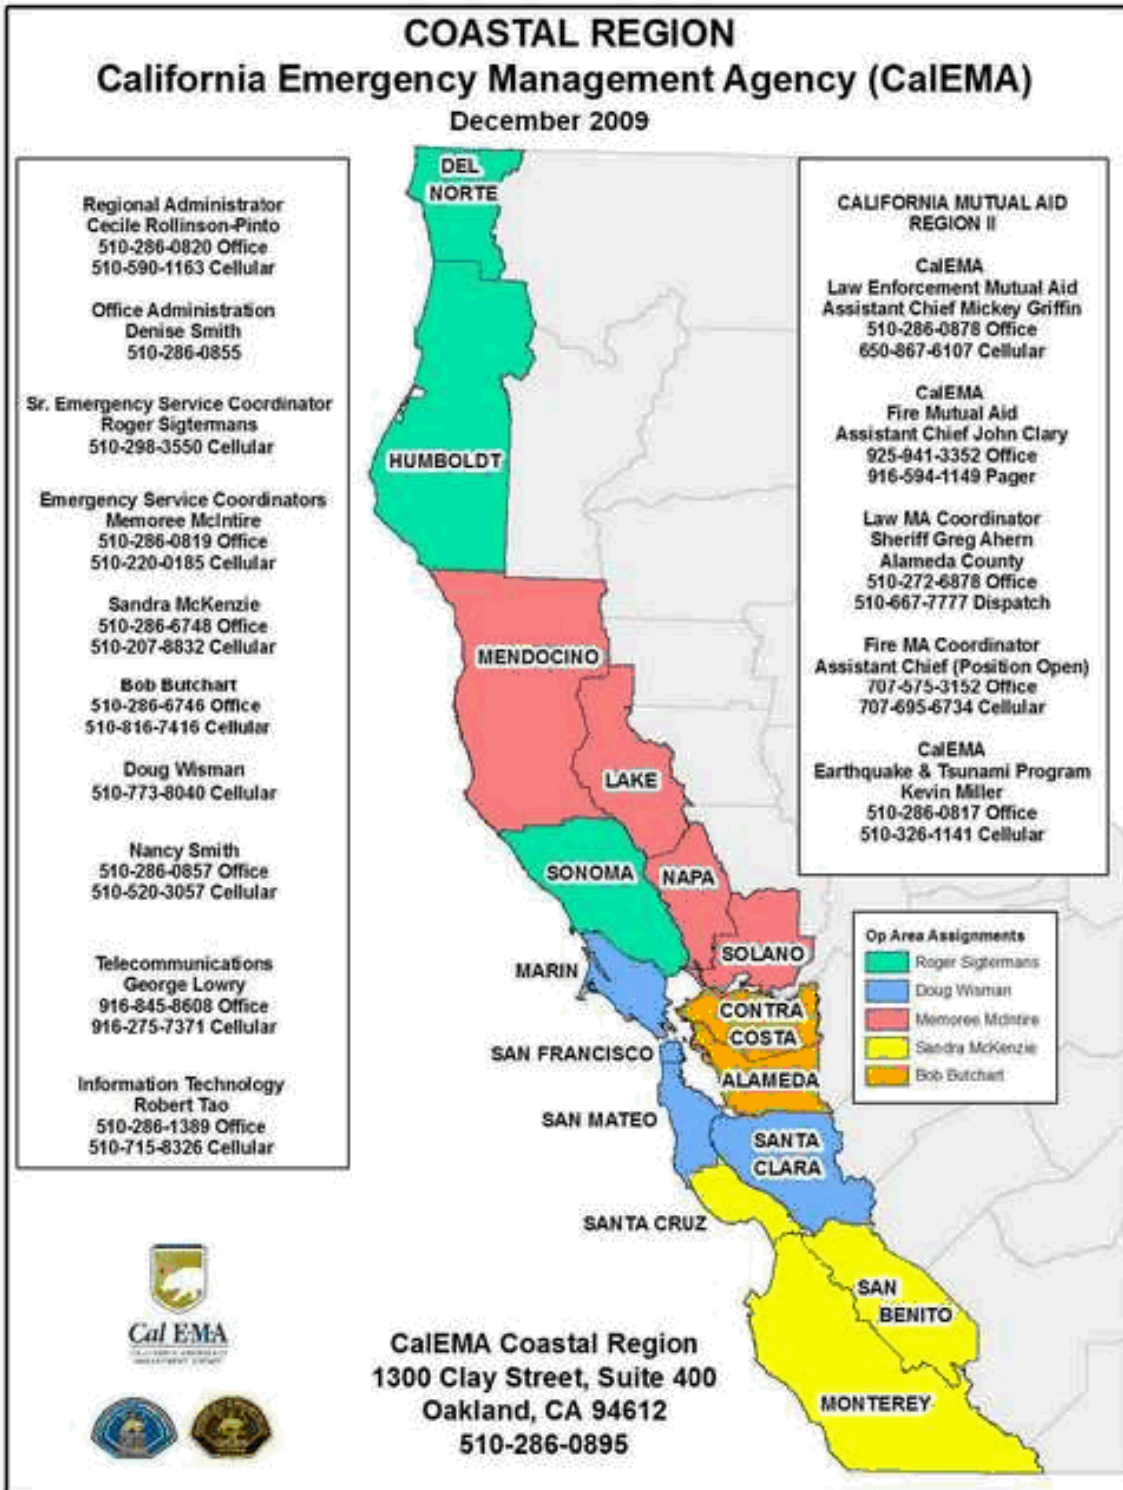 COASTAL REGION
California Emergency Management Agency (CalEMA)
December 2009
Regional Administrator
Cecile Rollinson-Pinto
510-286-0820 Office
510-590-1163 Cellular
Office Administration
Denise Smith
510-286-0855
Sr. Emergency Service Coordinator
Roger Sigtermans
510-298-3550 Cellular
Emergency Service Coordinators
Memoree McIntire
510-286-0819 Office
510-220-0185 Cellular
Sandra McKenzie
510-286-6748 Office
510-207-8832 Cellular
Bob Butchart
510-286-6746 Office
510-816-7416 Cellular
Doug Wisman
510-773-8040 Cellular
Nancy Smith
510-286-0857 Office
510-520-3057 Cellular
Telecommunications
George Lowry
916-845-8608 Office
916-275-7371 Cellular
Information Technology
Robert Tao
510-286-1389 Office
510-715-8326 Cellular
DEL
NORTE
HUMBOLDT
MENDOCINO
LAKE
SONOMA
NAPA
SOLANO
MARIN
CONTRA
COSTA
SAN FRANCISCO
ALAMEDA
SAN MATEO
SANTA
CLARA
SANTA CRUZ
SAN
BENITO
MONTEREY
CALIFORNIA MUTUAL AID
REGION II
CalEMA
Law Enforcement Mutual Aid
Assistant Chief Mickey Griffin
510-286-0878 Office
650-867-6107 Cellular
CalEMA
Fire Mutual Aid
Assistant Chief John Clary
925-941-3352 Office
916-594-1149 Pager
Law MA Coordinator
Sheriff Greg Ahern
Alameda County
510-272-6878 Office
510-667-7777 Dispatch
Fire MA Coordinator
Assistant Chief (Position Open)
707-575-3152 Office
707-695-6734 Cellular
CalEMA
Earthquake & Tsunami Program
Kevin Miller
510-286-0817 Office
510-326-1141 Cellular
Op Area Assignments
Roger Sigtermans
Doug Wisman
Memoree McIntire
Sandra McKenzie
Bob Butchart
Cal EMA
CalEMA Coastal Region
1300 Clay Street, Suite 400
Oakland, CA 94612
510-286-0895